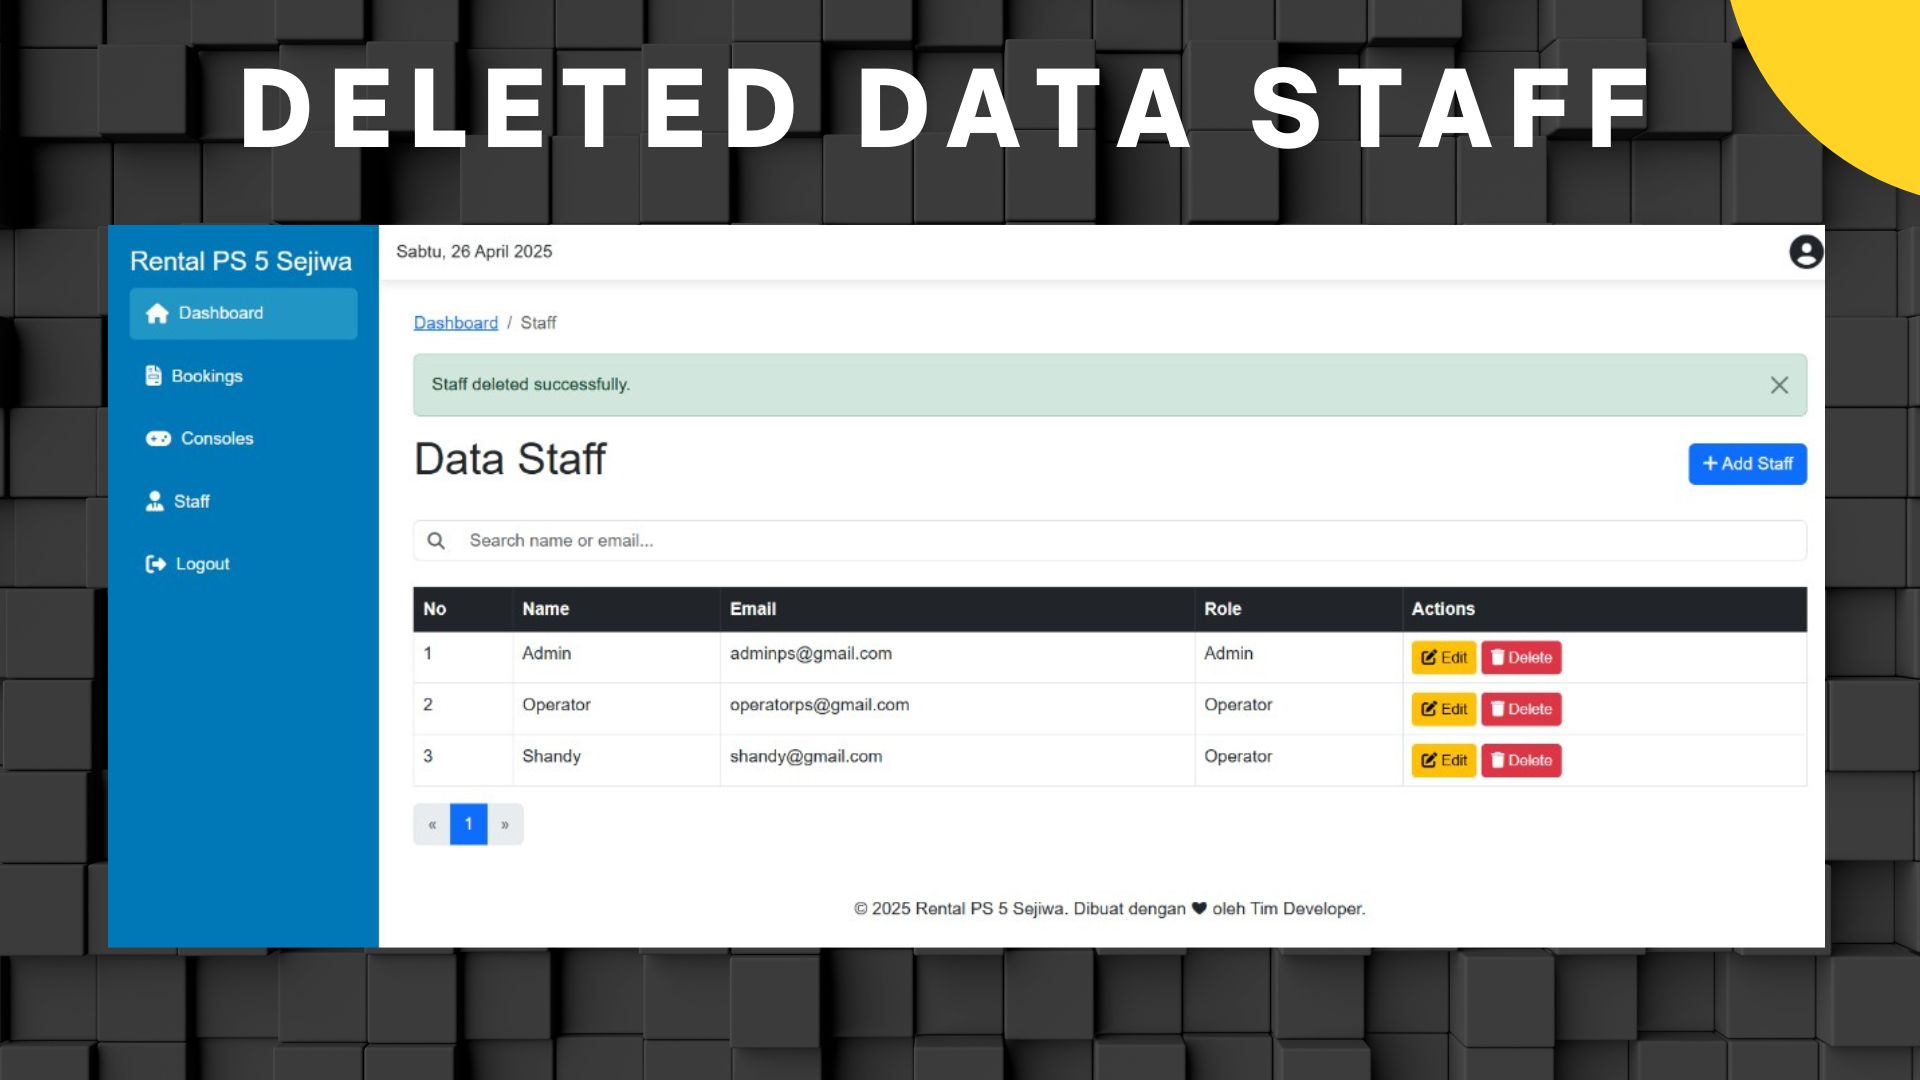 DELETED DATA STAFF
Rental PS 5 Sejiwa
Dashboard
Bookings
Consoles
Staff
Logout
Sabtu, 26 April 2025
Dashboard / Staff
Staff deleted successfully.
Data Staff
+ Add Staff
Search name or email...
No Name Email Role Actions
1 Admin adminps@gmail.com Admin Edit Delete
2 Operator operatorps@gmail.com Operator Edit Delete
3 Shandy shandy@gmail.com Operator Edit Delete
« 1 »
© 2025 Rental PS 5 Sejiwa. Dibuat dengan ♥ oleh Tim Developer.